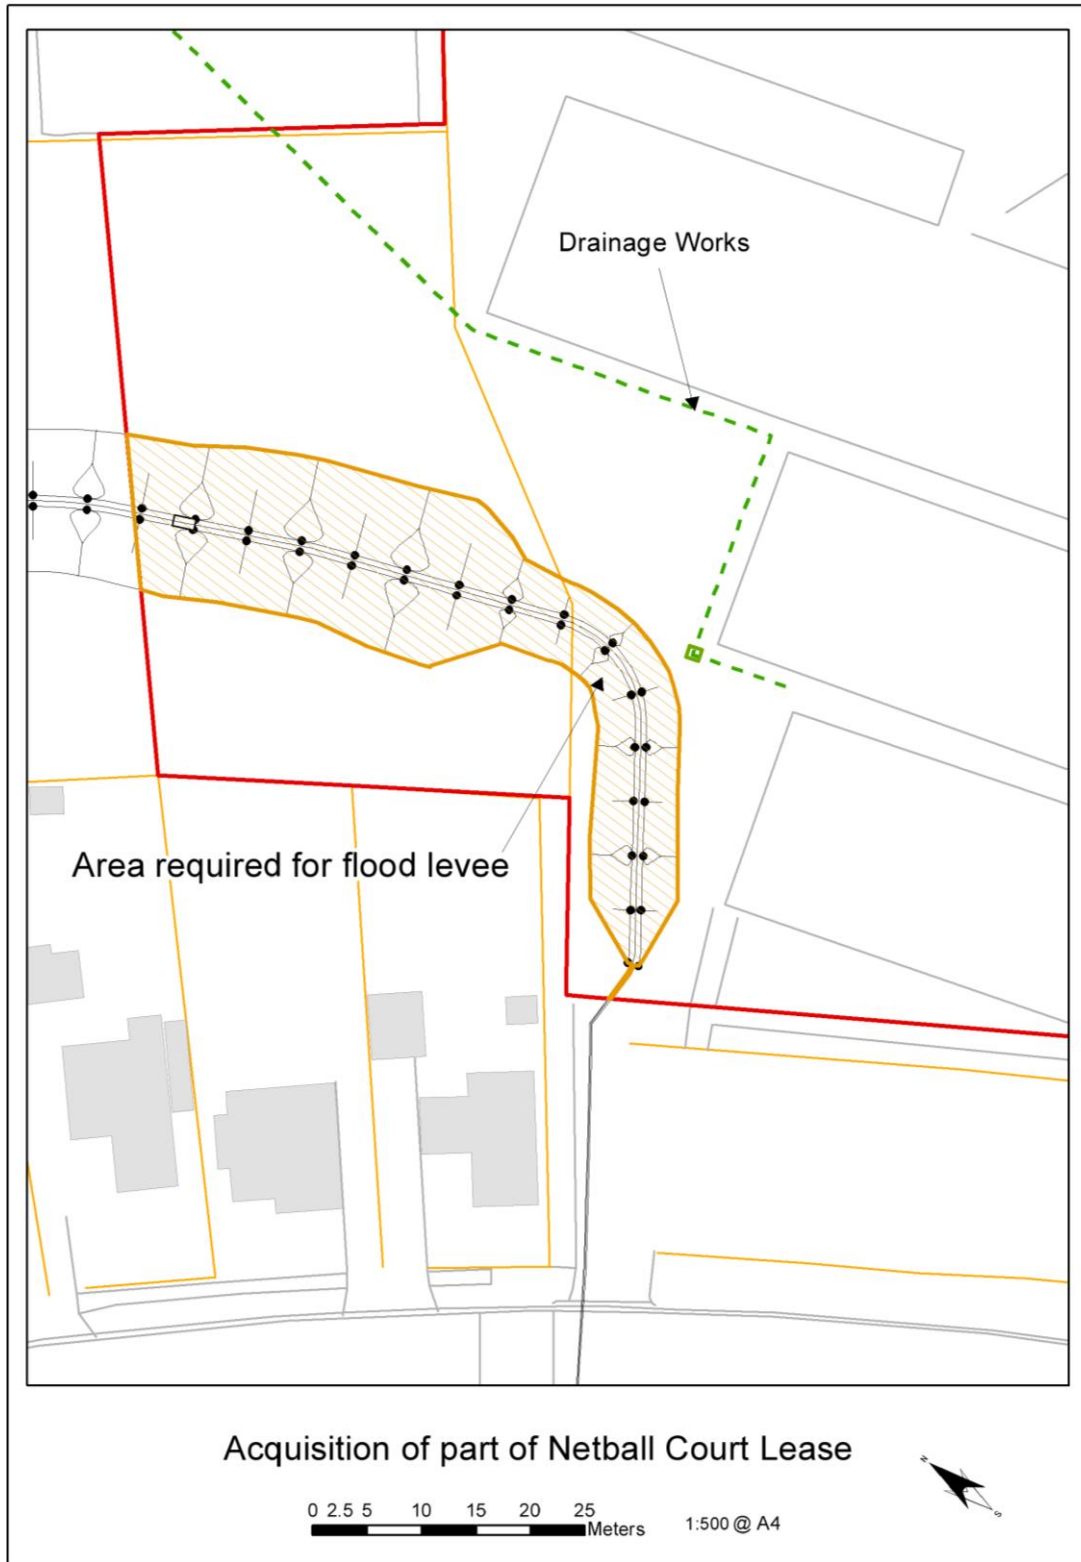 Drainage Works
Area required for flood levee
Acquisition of part of Netball Court Lease
0 2.5 5 10 15 20 25
Meters
1:500 @ A4
N
S